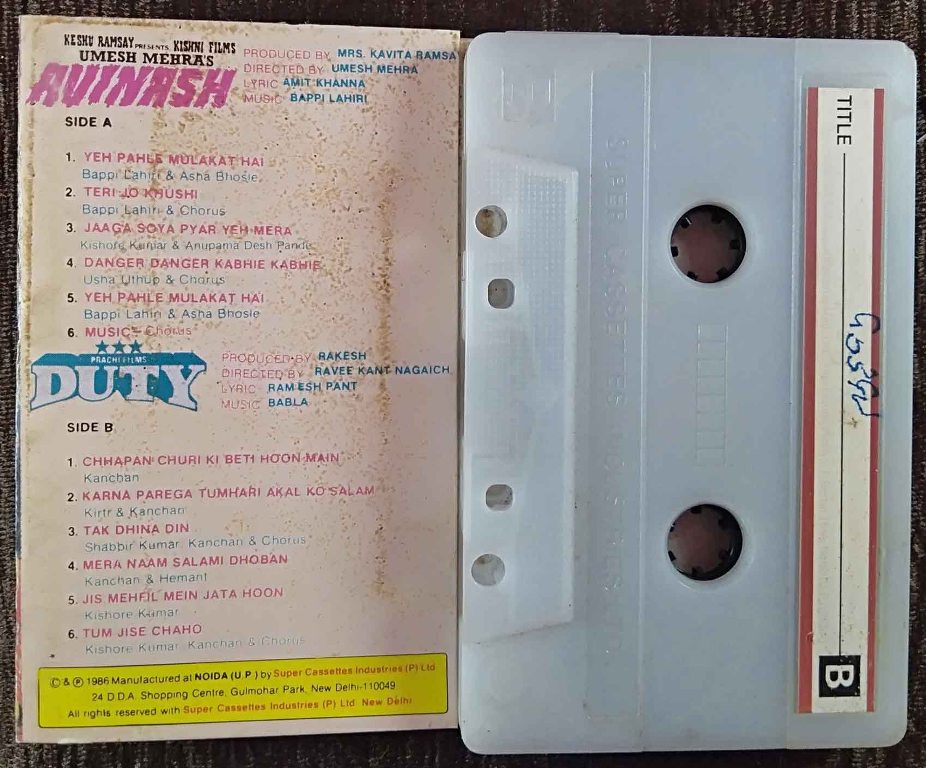 KESHU RAMSAY PRESENTS KISHNI FILMS
UMESH MEHRA'S
AVINASH
PRODUCED BY MRS. KAVITA RAMSA
DIRECTED BY UMESH MEHRA
LYRIC AMIT KHANNA
MUSIC BAPPI LAHIRI
SIDE A
1. YEH PAHLE MULAKAT HAI
Bappi Lahiri & Asha Bhosle
2. TERI JO KHUSHI
Bappi Lahiri & Chorus
3. JAAGA SOYA PYAR YEH MERA
Kishore Kumar & Anupama Desh Pande
4. DANGER DANGER KABHIE KABHIE
Usha Uthup & Chorus
5. YEH PAHLE MULAKAT HAI
Bappi Lahiri & Asha Bhosle
6. MUSIC - Chorus
PRACHI FILMS
DUTY
PRODUCED BY RAKESH
DIRECTED BY RAVEE KANT NAGAICH
LYRIC RAMESH PANT
MUSIC BABLA
SIDE B
1. CHHAPAN CHURI KI BETI HOON MAIN
Kanchan
2. KARNA PAREGA TUMHARI AKAL KO SALAM
Kirti & Kanchan
3. TAK DHINA DIN
Shabbir Kumar, Kanchan & Chorus
4. MERA NAAM SALAMI DHOBAN
Kanchan & Hemant
5. JIS MEHFIL MEIN JATA HOON
Kishore Kumar
6. TUM JISE CHAHO
Kishore Kumar, Kanchan & Chorus
© & ℗ 1986 Manufactured at NOIDA (U.P.) by Super Cassettes Industries (P) Ltd
24 D.D.A. Shopping Centre, Gulmohar Park, New Delhi-110049
All rights reserved with Super Cassettes Industries (P) Ltd New Delhi
B
SUPER CASSETTES
TITLE
B